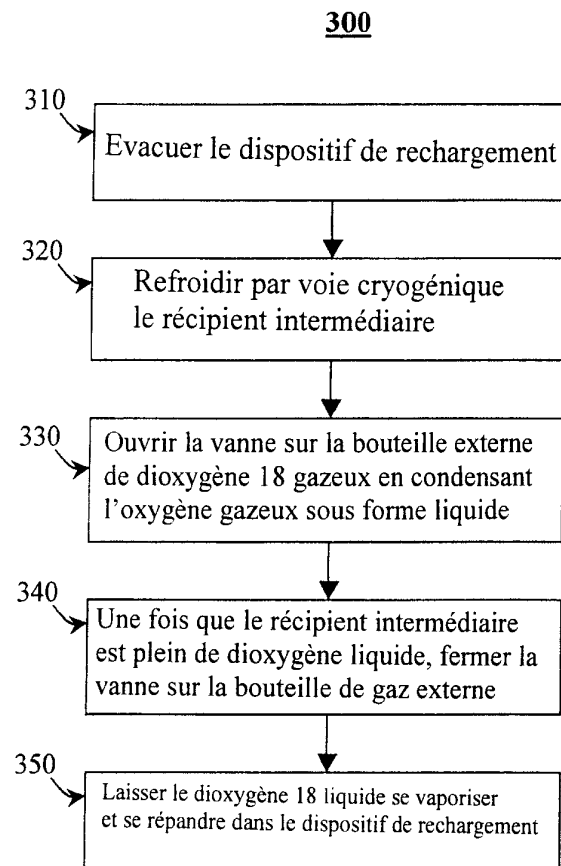 300
310
Evacuer le dispositif de rechargement
320
Refroidir par voie cryogénique
le récipient intermédiaire
330
Ouvrir la vanne sur la bouteille externe
de dioxygène 18 gazeux en condensant
l'oxygène gazeux sous forme liquide
340
Une fois que le récipient intermédiaire
est plein de dioxygène liquide, fermer la
vanne sur la bouteille de gaz externe
350
Laisser le dioxygène 18 liquide se vaporiser
et se répandre dans le dispositif de rechargement